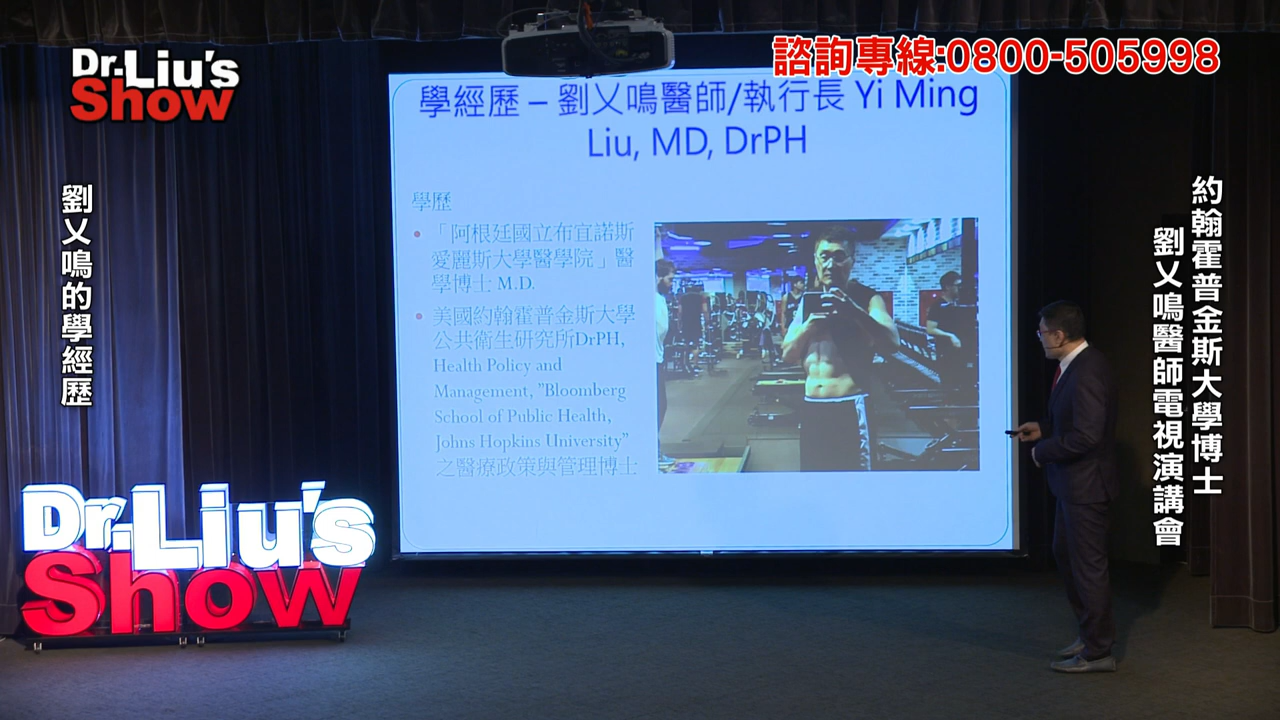 Dr.Liu's
Show
諮詢專線:0800-505998
學經歷 – 劉乂鳴醫師/執行長 Yi Ming
Liu, MD, DrPH
學歷
「阿根廷國立布宜諾斯
愛麗斯大學醫學院」醫
學博士 M.D.
美國約翰霍普金斯大學
公共衛生研究所DrPH,
Health Policy and
Management, "Bloomberg
School of Public Health,
Johns Hopkins University"
之醫療政策與管理博士
劉乂鳴的學經歷
約翰霍普金斯大學博士
劉乂鳴醫師電視演講會
Dr.Liu's
Show